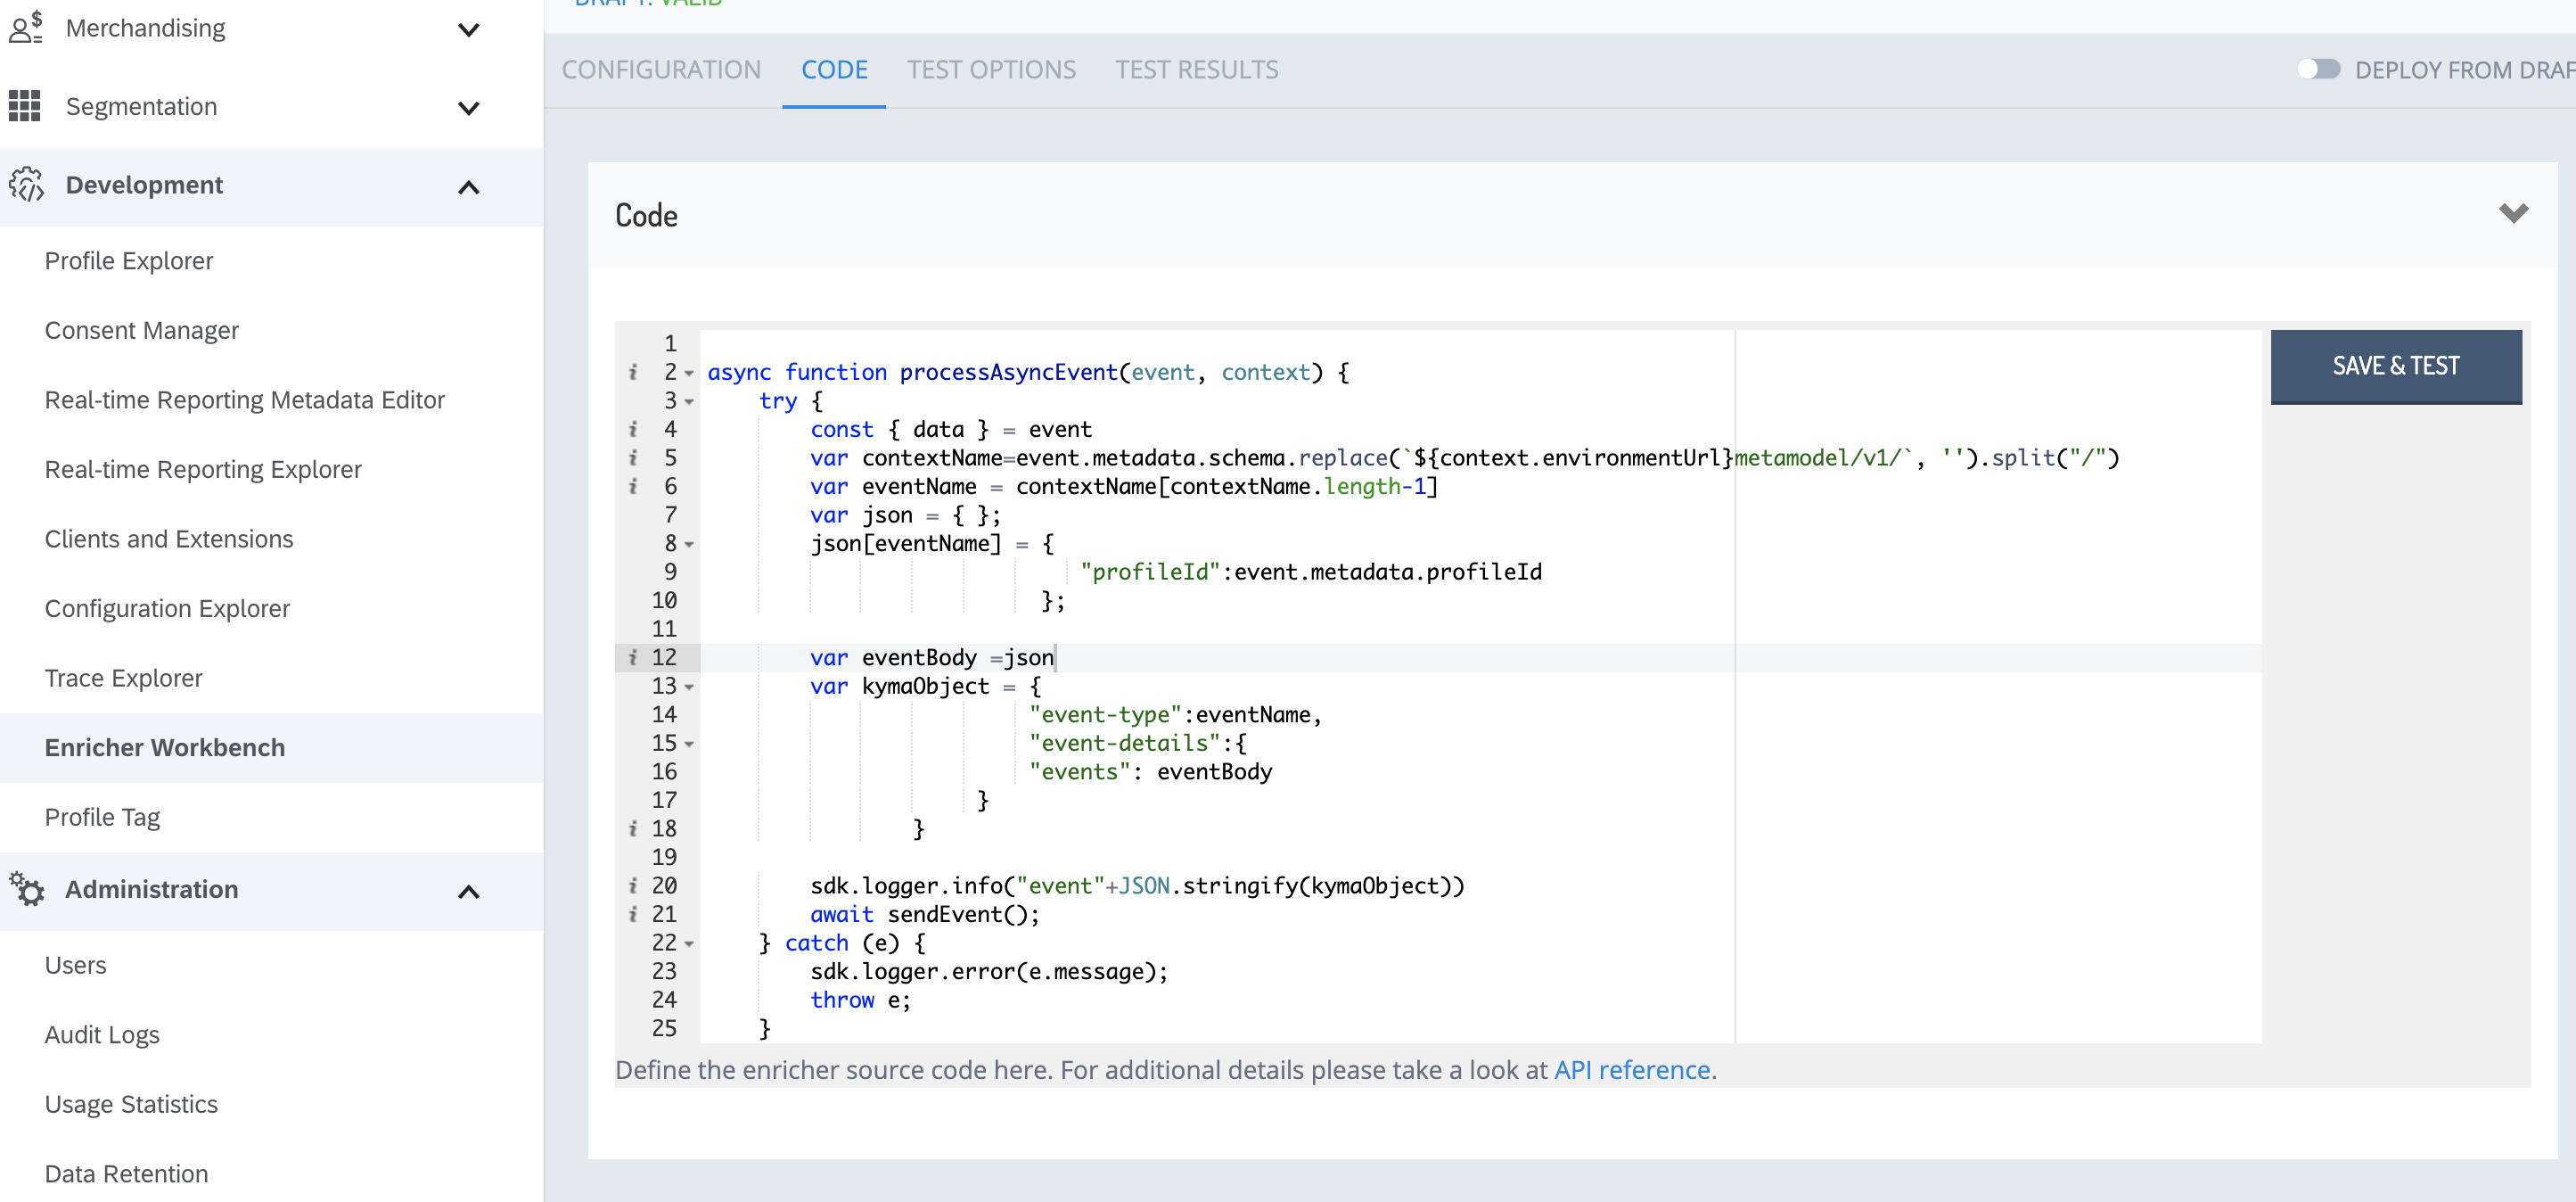 Merchandising
Segmentation
Development
Profile Explorer
Consent Manager
Real-time Reporting Metadata Editor
Real-time Reporting Explorer
Clients and Extensions
Configuration Explorer
Trace Explorer
Enricher Workbench
Profile Tag
Administration
Users
Audit Logs
Usage Statistics
Data Retention
DRAFT: VALID
CONFIGURATION CODE TEST OPTIONS TEST RESULTS
DEPLOY FROM DRAF
Code
1
2 async function processAsyncEvent(event, context) {
3 try {
4 const { data } = event
5 var contextName=event.metadata.schema.replace(`${context.environmentUrl}metamodel/v1/`, '').split("/")
6 var eventName = contextName[contextName.length-1]
7 var json = { };
8 json[eventName] = {
9 "profileId":event.metadata.profileId
10 };
11
12 var eventBody =json
13 var kymaObject = {
14 "event-type":eventName,
15 "event-details":{
16 "events": eventBody
17 }
18 }
19
20 sdk.logger.info("event"+JSON.stringify(kymaObject))
21 await sendEvent();
22 } catch (e) {
23 sdk.logger.error(e.message);
24 throw e;
25 }
SAVE & TEST
Define the enricher source code here. For additional details please take a look at API reference.